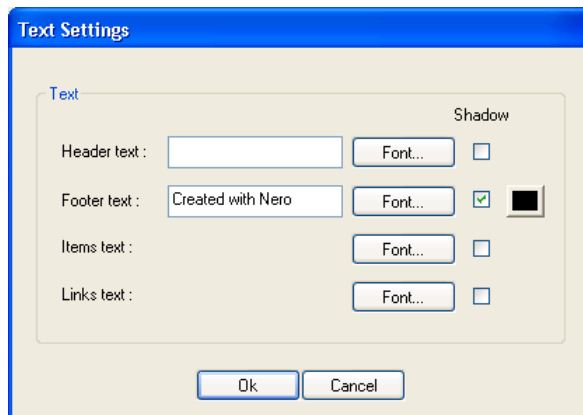 Text Settings
Text
Shadow
Header text : Font...
Footer text : Created with Nero Font...
Items text : Font...
Links text : Font...
Ok Cancel